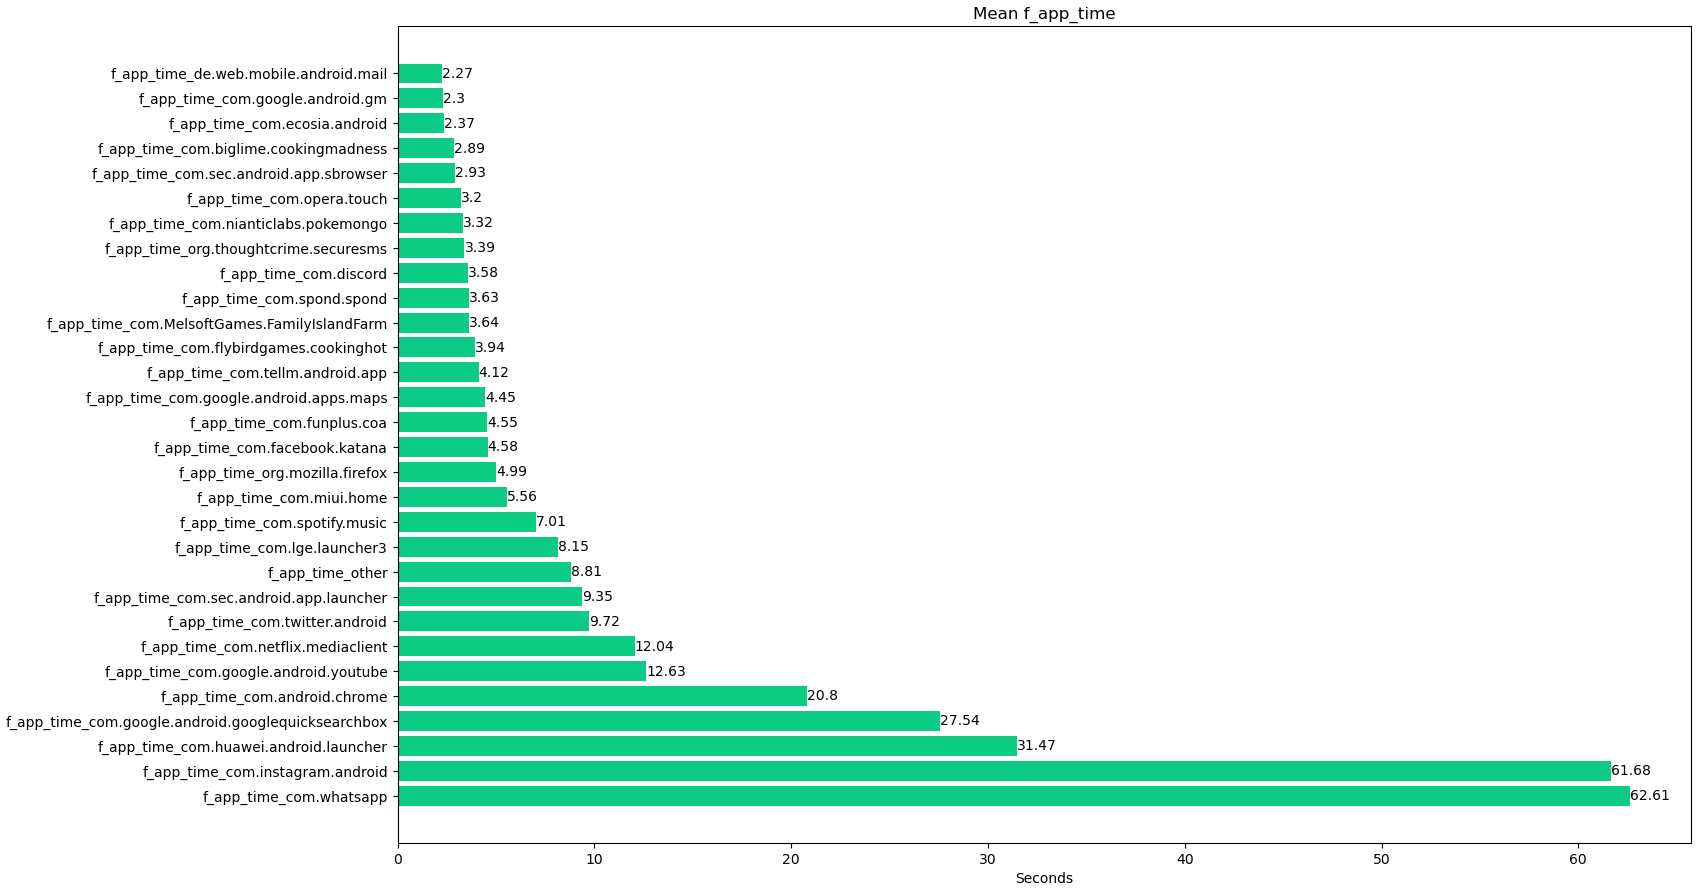 Mean f_app_time
f_app_time_de.web.mobile.android.mail 2.27
f_app_time_com.google.android.gm 2.3
f_app_time_com.ecosia.android 2.37
f_app_time_com.biglime.cookingmadness 2.89
f_app_time_com.sec.android.app.sbrowser 2.93
f_app_time_com.opera.touch 3.2
f_app_time_com.nianticlabs.pokemongo 3.32
f_app_time_org.thoughtcrime.securesms 3.39
f_app_time_com.discord 3.58
f_app_time_com.spond.spond 3.63
f_app_time_com.MelsoftGames.FamilyIslandFarm 3.64
f_app_time_com.flybirdgames.cookinghot 3.94
f_app_time_com.tellm.android.app 4.12
f_app_time_com.google.android.apps.maps 4.45
f_app_time_com.funplus.coa 4.55
f_app_time_com.facebook.katana 4.58
f_app_time_org.mozilla.firefox 4.99
f_app_time_com.miui.home 5.56
f_app_time_com.spotify.music 7.01
f_app_time_com.lge.launcher3 8.15
f_app_time_other 8.81
f_app_time_com.sec.android.app.launcher 9.35
f_app_time_com.twitter.android 9.72
f_app_time_com.netflix.mediaclient 12.04
f_app_time_com.google.android.youtube 12.63
f_app_time_com.android.chrome 20.8
f_app_time_com.google.android.googlequicksearchbox 27.54
f_app_time_com.huawei.android.launcher 31.47
f_app_time_com.instagram.android 61.68
f_app_time_com.whatsapp 62.61
0 10 20 30 40 50 60
Seconds